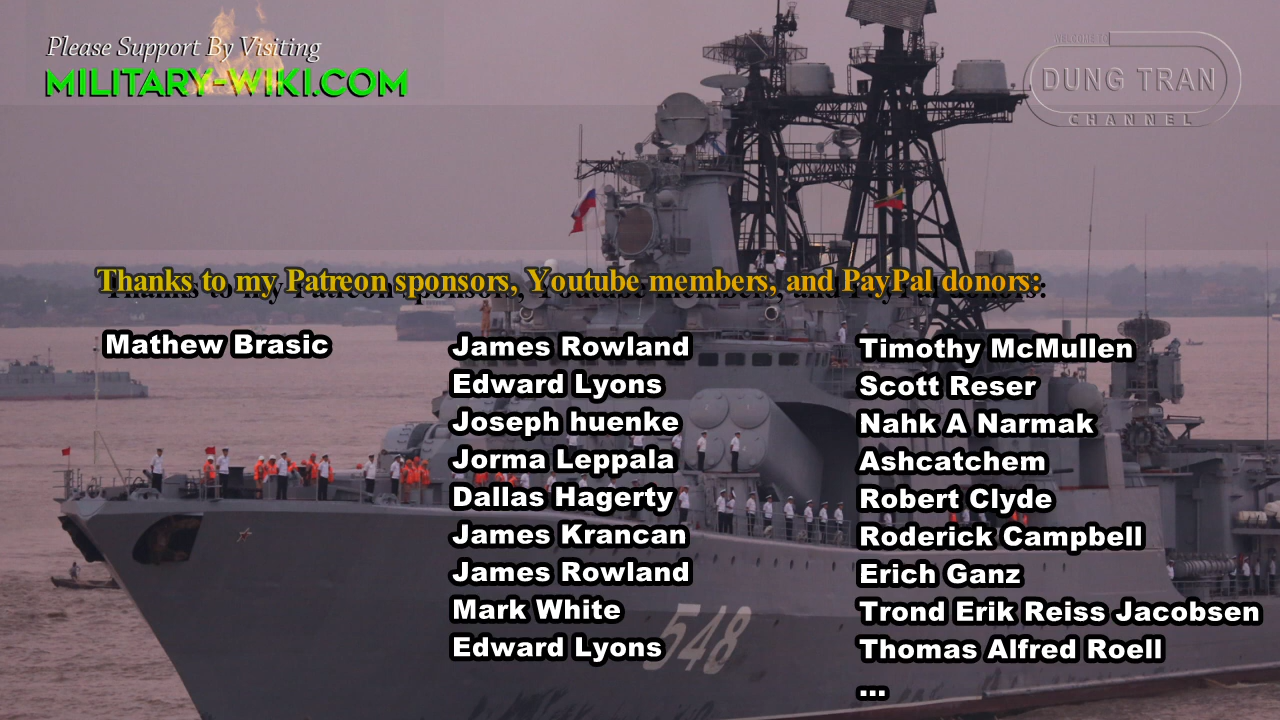 Please Support By Visiting
MILITARY-WIKI.COM
WELCOME TO
DUNG TRAN
CHANNEL
Thanks to my Patreon sponsors, Youtube members, and PayPal donors:
Mathew Brasic
James Rowland
Edward Lyons
Joseph huenke
Jorma Leppala
Dallas Hagerty
James Krancan
James Rowland
Mark White
Edward Lyons
Timothy McMullen
Scott Reser
Nahk A Narmak
Ashcatchem
Robert Clyde
Roderick Campbell
Erich Ganz
Trond Erik Reiss Jacobsen
Thomas Alfred Roell
...
548